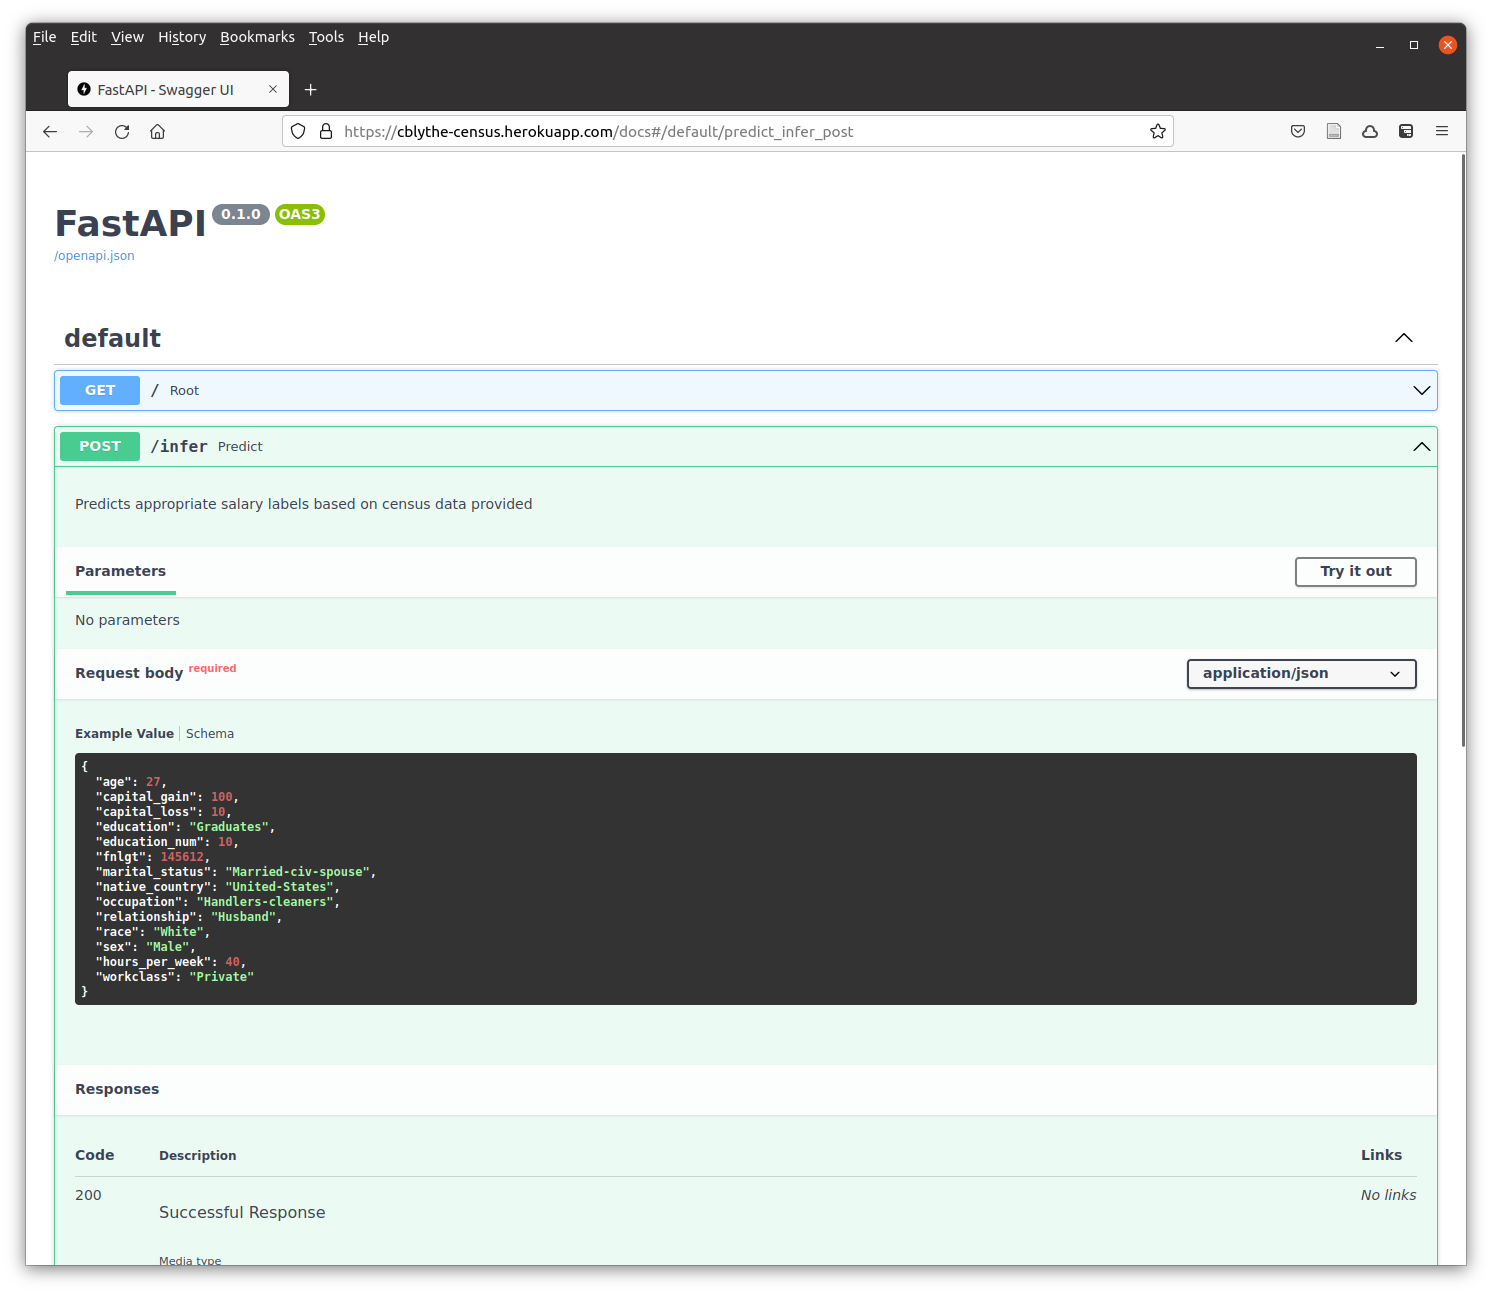 File Edit View History Bookmarks Tools Help
FastAPI - Swagger UI
https://cblythe-census.herokuapp.com/docs#/default/predict_infer_post
FastAPI 0.1.0 OAS3
/openapi.json
default
GET / Root
POST /infer Predict
Predicts appropriate salary labels based on census data provided
Parameters
Try it out
No parameters
Request body required
application/json
Example Value Schema
{
"age": 27,
"capital_gain": 100,
"capital_loss": 10,
"education": "Graduates",
"education_num": 10,
"fnlgt": 145612,
"marital_status": "Married-civ-spouse",
"native_country": "United-States",
"occupation": "Handlers-cleaners",
"relationship": "Husband",
"race": "White",
"sex": "Male",
"hours_per_week": 40,
"workclass": "Private"
}
Responses
Code Description Links
200 No links
Successful Response
Media type